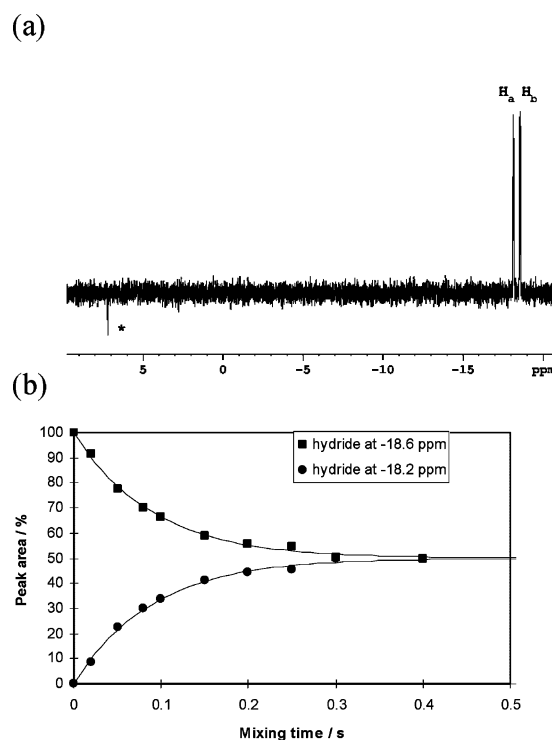 (a)
Ha Hb
*
5 0 -5 -10 -15 ppm
(b)
100
90
80
70
60
50
40
30
20
10
0
Peak area / %
■ hydride at -18.6 ppm
● hydride at -18.2 ppm
0 0.1 0.2 0.3 0.4 0.5
Mixing time / s